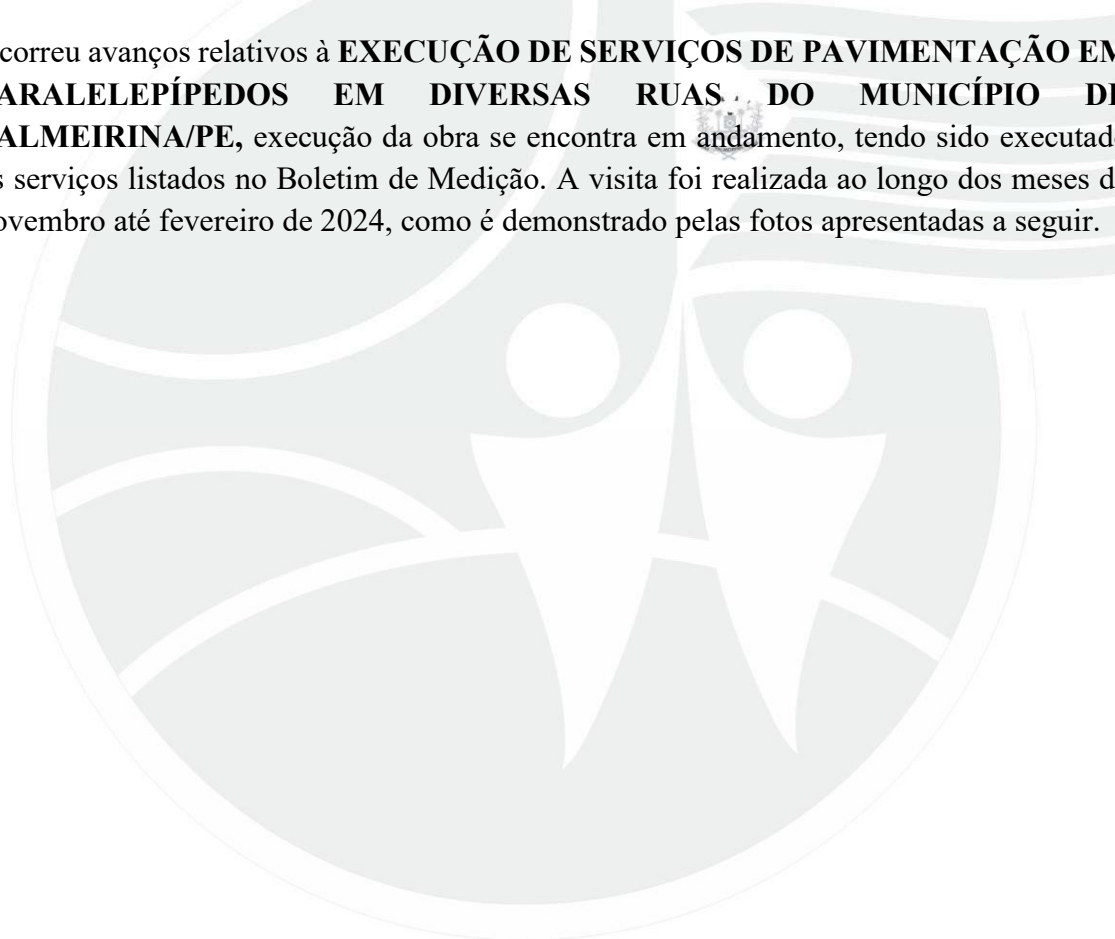 correu avanços relativos à EXECUÇÃO DE SERVIÇOS DE PAVIMENTAÇÃO EM
ARALELEPÍPEDOS EM DIVERSAS RUAS DO MUNICÍPIO DE
ALMEIRINA/PE, execução da obra se encontra em andamento, tendo sido executad
s serviços listados no Boletim de Medição. A visita foi realizada ao longo dos meses d
ovembro até fevereiro de 2024, como é demonstrado pelas fotos apresentadas a seguir.